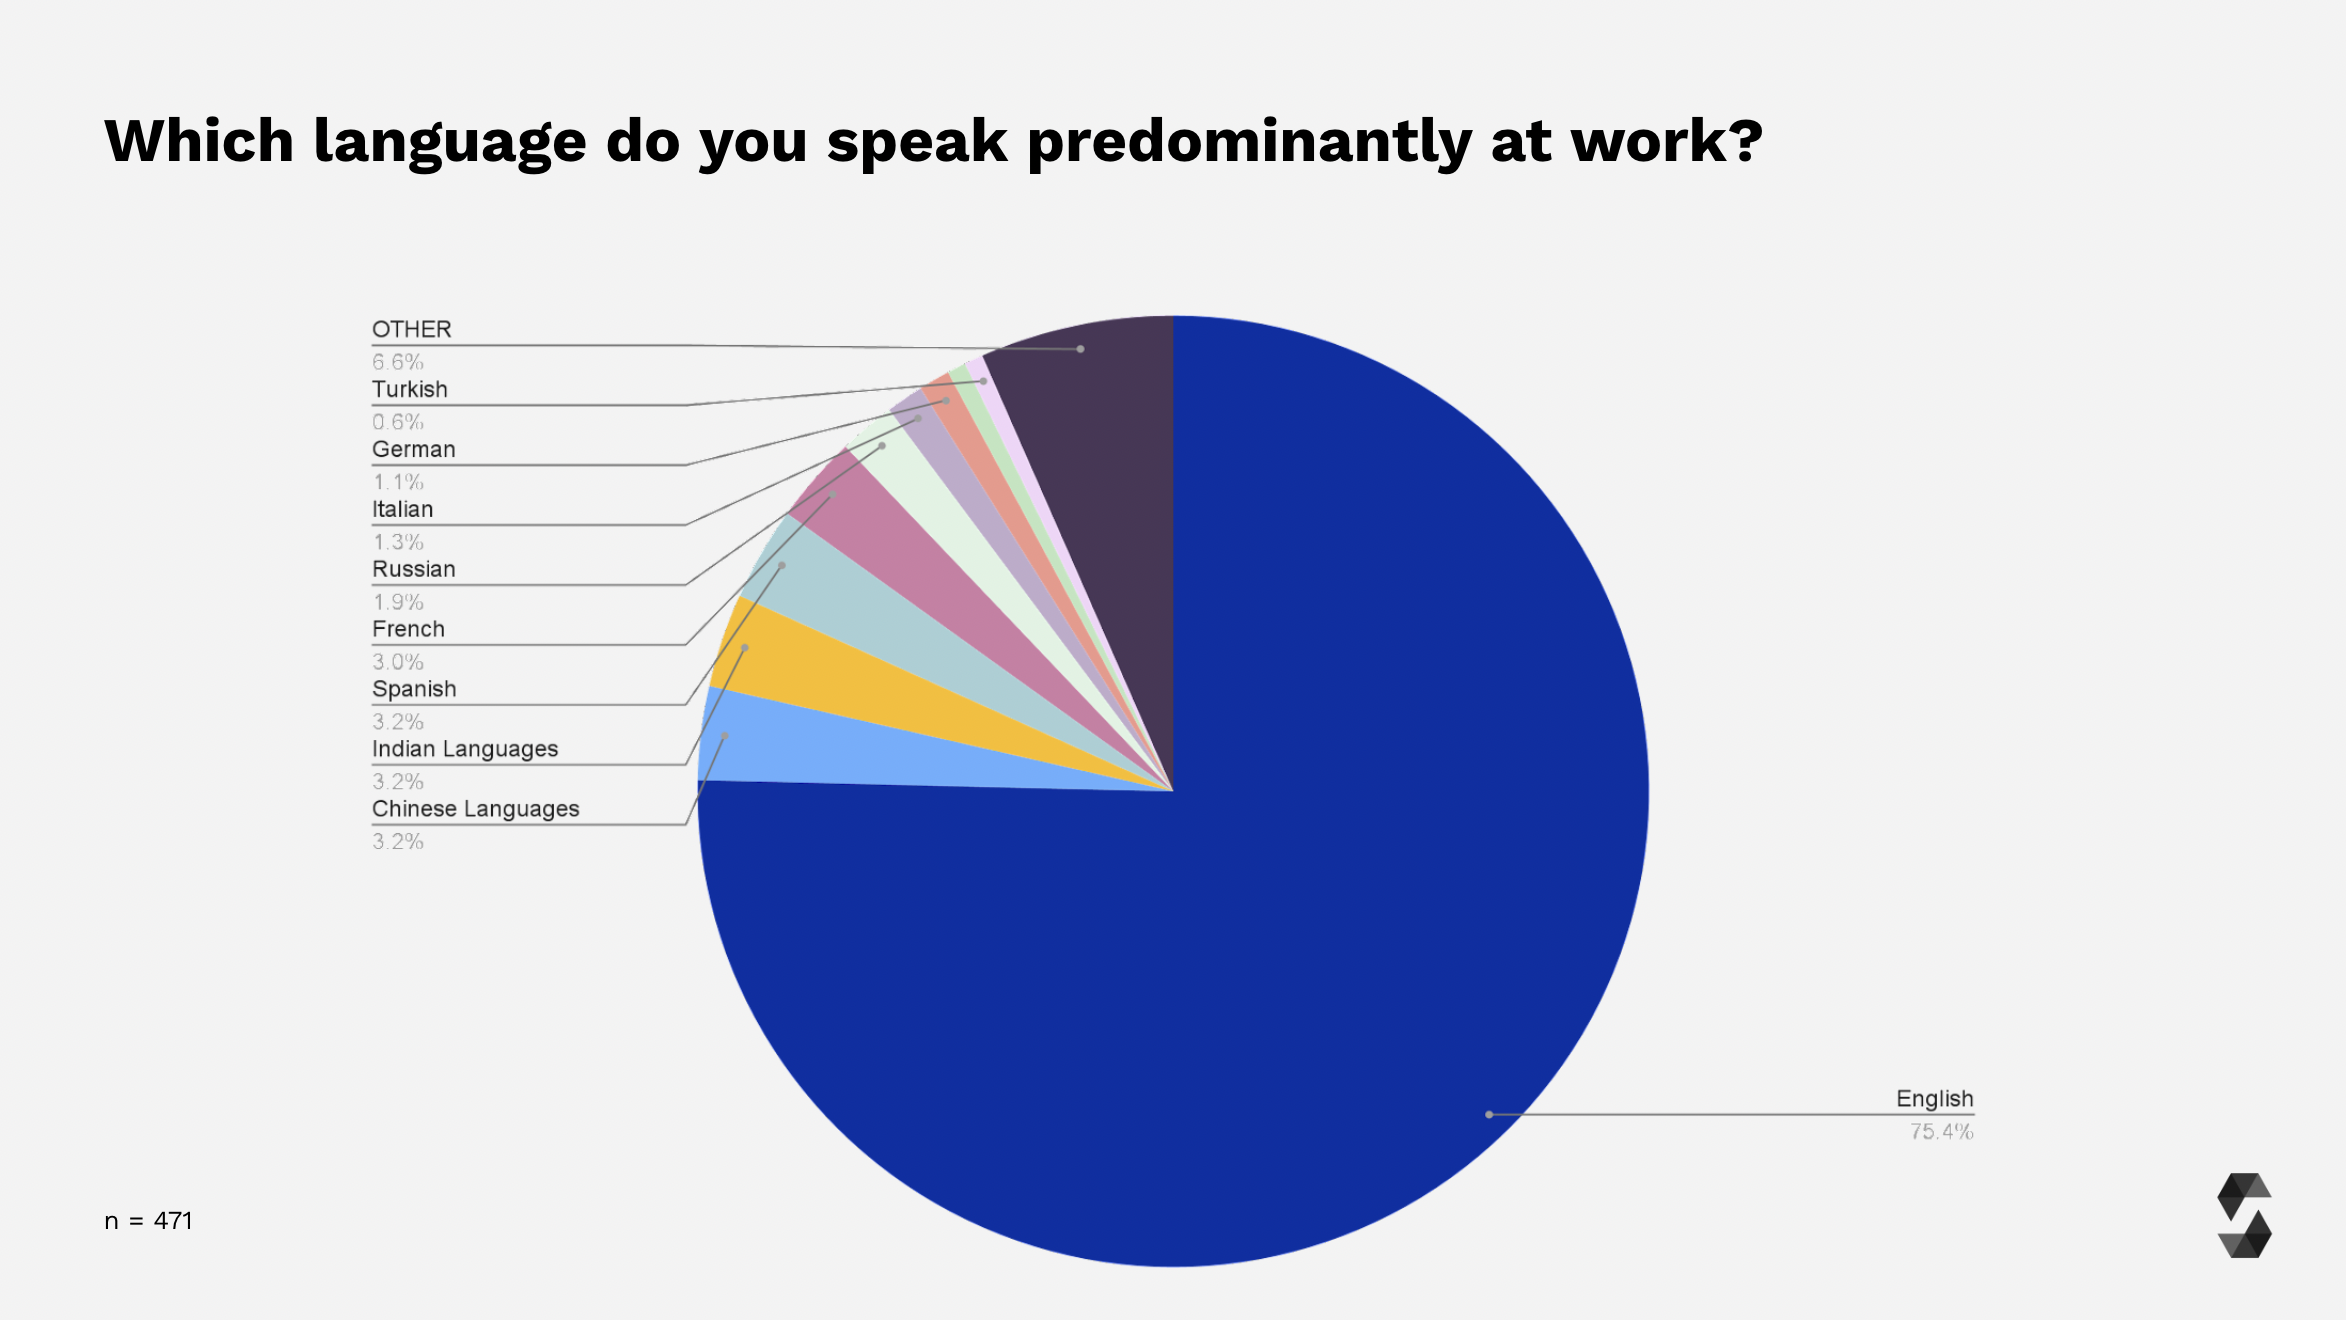 Which language do you speak predominantly at work?
OTHER
6.6%
Turkish
0.6%
German
1.1%
Italian
1.3%
Russian
1.9%
French
3.0%
Spanish
3.2%
Indian Languages
3.2%
Chinese Languages
3.2%
English
75.4%
n = 471